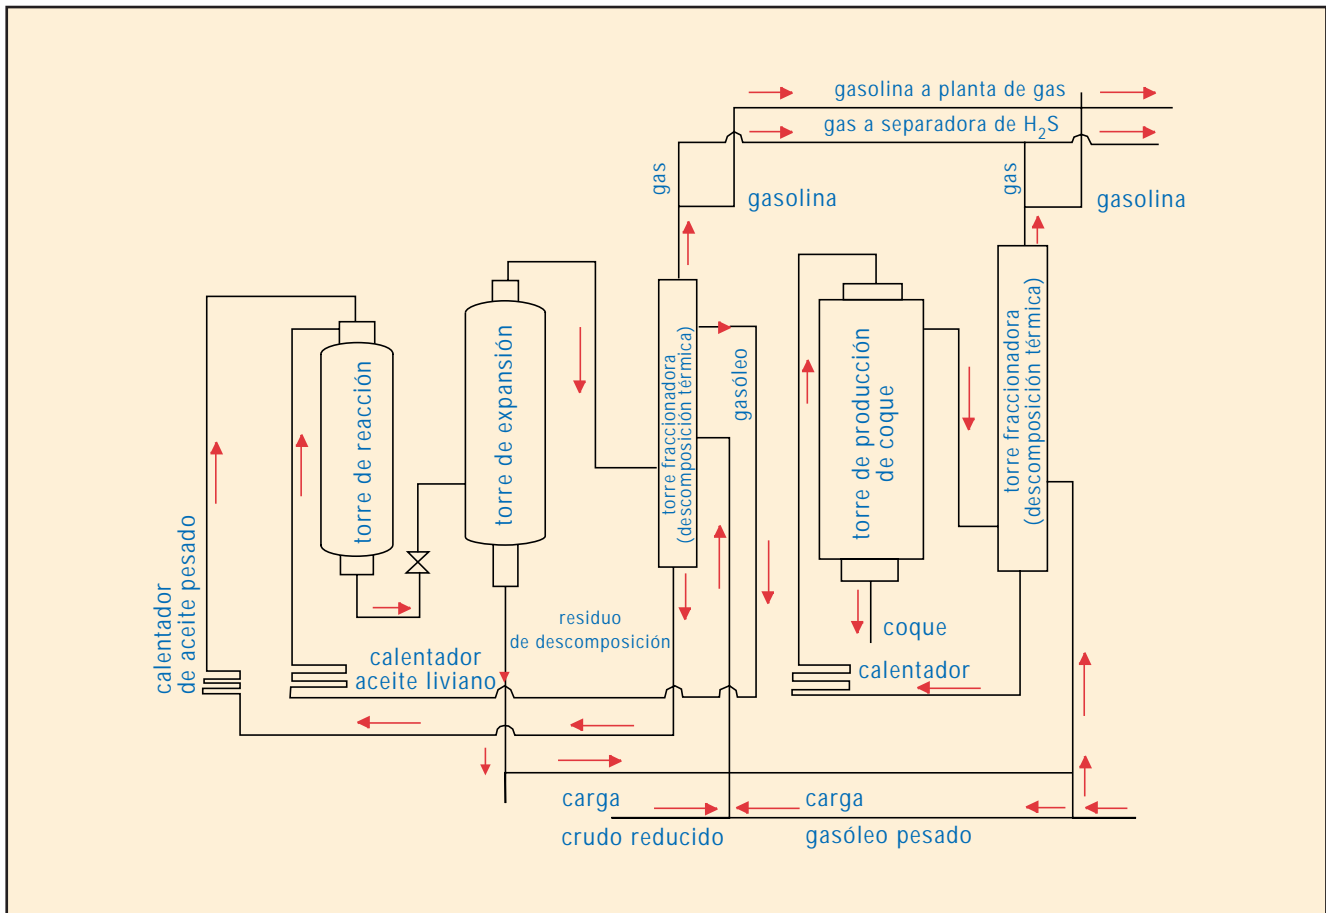 gasolina a planta de gas
gas a separadora de H₂S
gas
gasolina
gas
gasolina
torre de reacción
torre de expansión
torre fraccionadora
(descomposición térmica)
gasóleo
torre de producción
de coque
torre fraccionadora
(descomposición térmica)
calentador
de aceite pesado
calentador
aceite liviano
residuo
de descomposición
coque
calentador
carga
crudo reducido
carga
gasóleo pesado